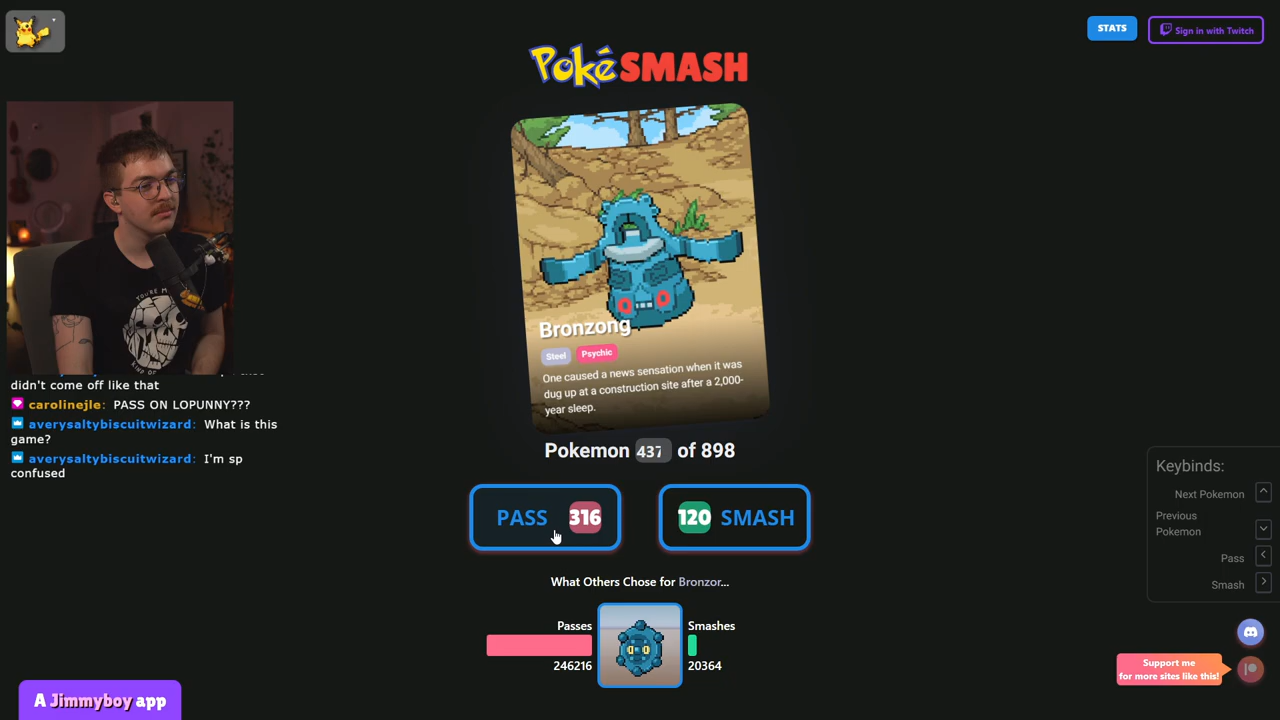 STATS
Sign in with Twitch
Poké SMASH
Bronzong
Steel Psychic
One caused a news sensation when it was
dug up at a construction site after a 2,000-
year sleep.
Pokemon 437 of 898
PASS 316
120 SMASH
What Others Chose for Bronzor...
Passes
246216
Smashes
20364
didn't come off like that
carolinejle: PASS ON LOPUNNY???
averysaltybiscuitwizard: What is this
game?
averysaltybiscuitwizard: I'm sp
confused
Keybinds:
Next Pokemon
Previous
Pokemon
Pass
Smash
Support me
for more sites like this!
A Jimmyboy app